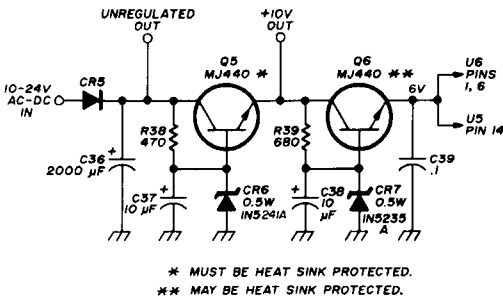 UNREGULATED
OUT
+10V
OUT
Q5
MJ440 *
Q6
MJ440 **
U6
PINS
1, 6
10-24V
AC-DC
IN
CR5
6V
U5
PIN 14
R38
470
R39
680
C36
2000 µF
+
C37
10 µF
+
CR6
0.5W
IN5241A
C38
10
µF
+
CR7
0.5W
IN5235
A
C39
.1
* MUST BE HEAT SINK PROTECTED.
** MAY BE HEAT SINK PROTECTED.